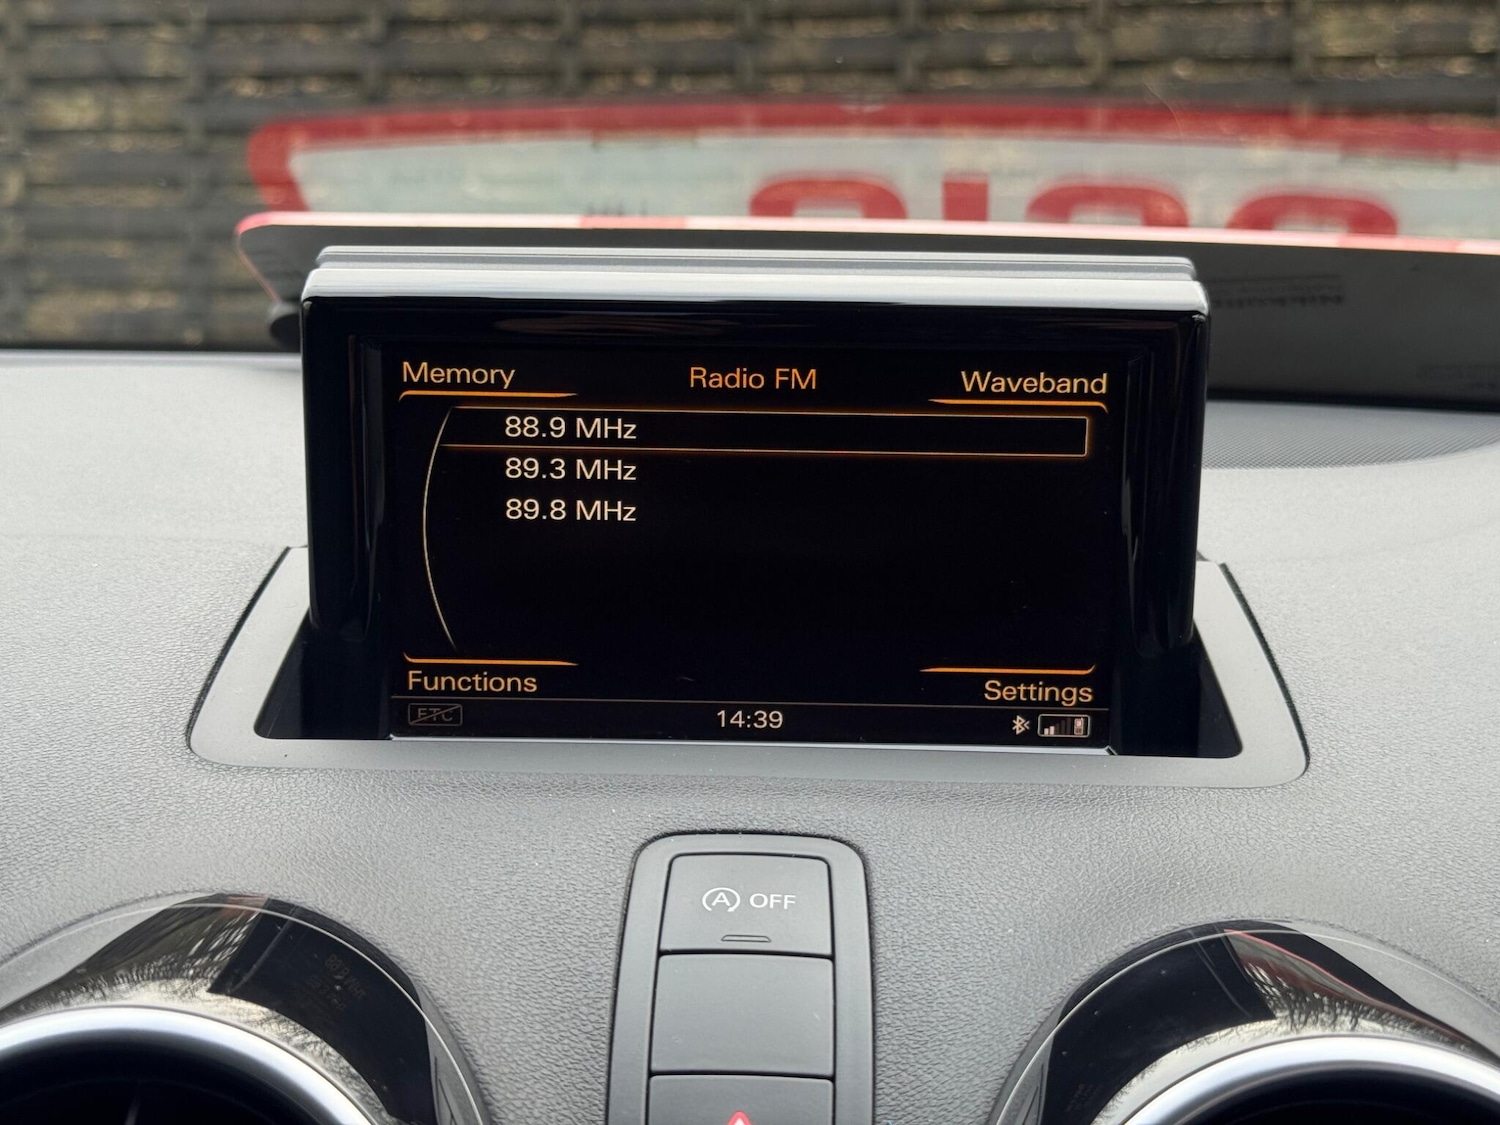 Memory
Radio FM
Waveband
88.9 MHz
89.3 MHz
89.8 MHz
Functions
Settings
ETC
14:39
A OFF